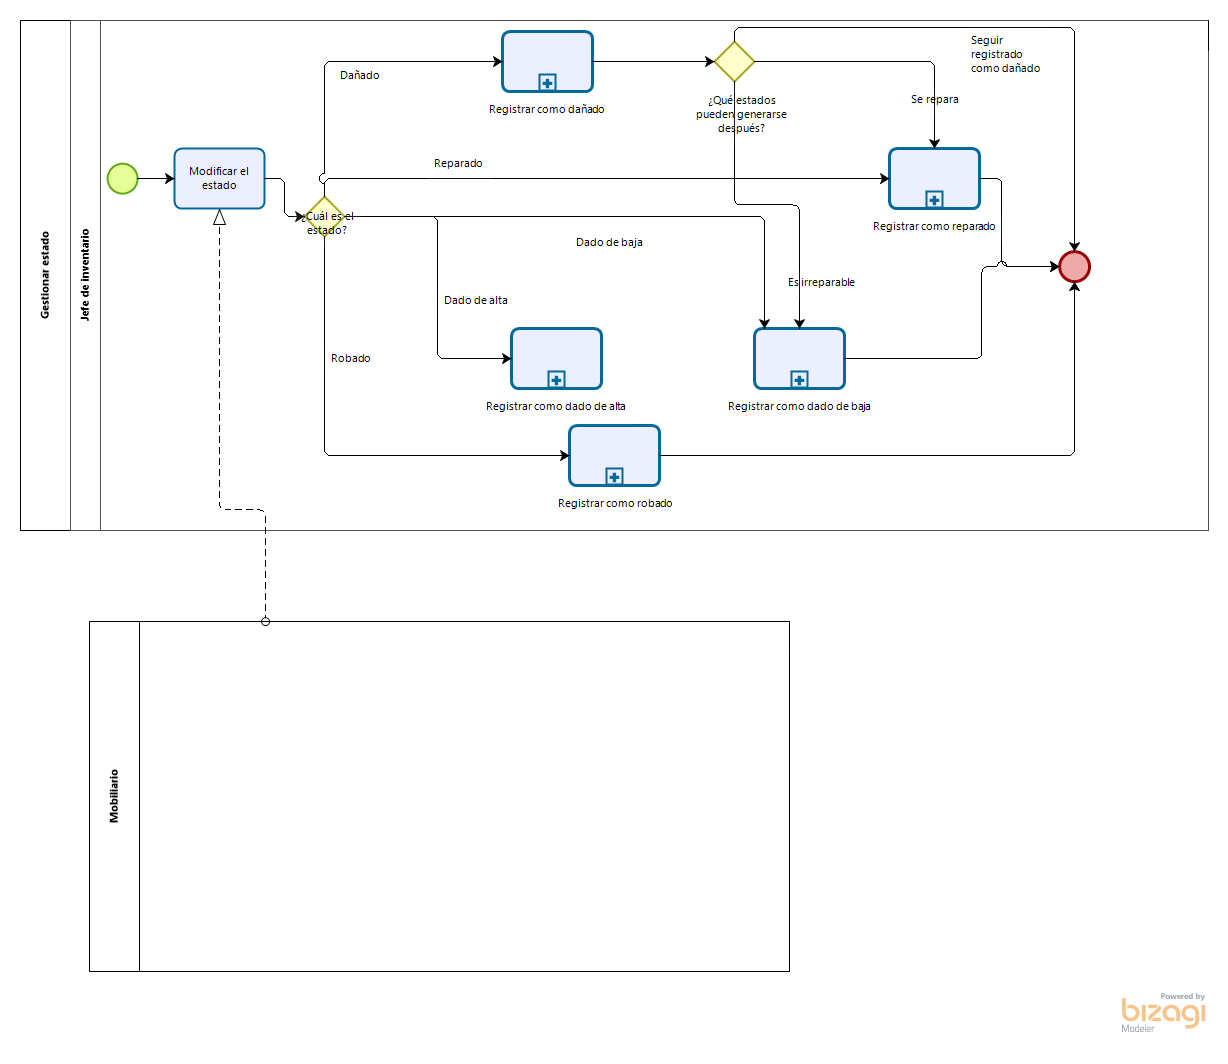 Gestionar estado
Jefe de inventario
Modificar el
estado
¿Cuál es el
estado?
Dañado
Registrar como dañado
¿Qué estados
pueden generarse
después?
Seguir
registrado
como dañado
Se repara
Reparado
Registrar como reparado
Dado de baja
Es irreparable
Dado de alta
Robado
Registrar como dado de alta
Registrar como dado de baja
Registrar como robado
Mobiliario
Powered by
bizagi
Modeler